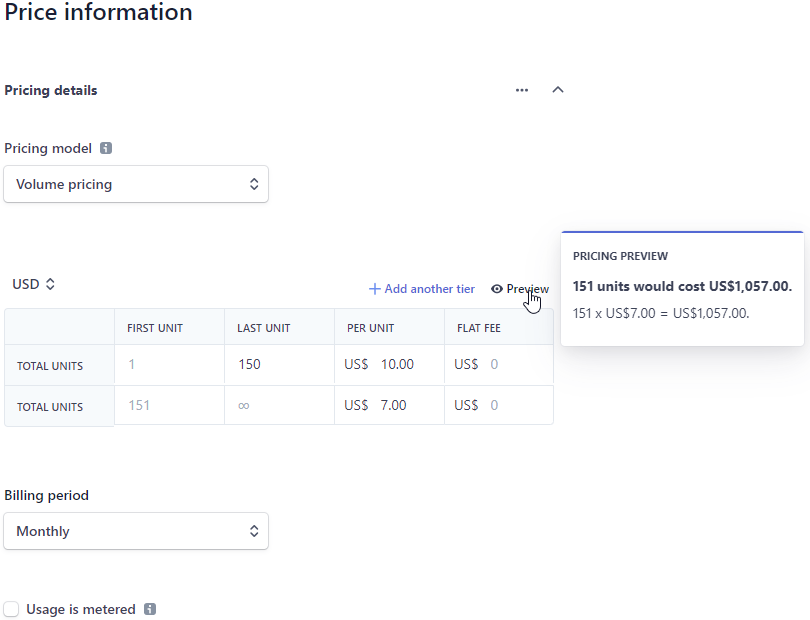 Price information
Pricing details
Pricing model
Volume pricing
USD
Add another tier Preview
PRICING PREVIEW
151 units would cost US$1,057.00.
151 x US$7.00 = US$1,057.00.
FIRST UNIT LAST UNIT PER UNIT FLAT FEE
TOTAL UNITS 1 150 US$ 10.00 US$ 0
TOTAL UNITS 151 ∞ US$ 7.00 US$ 0
Billing period
Monthly
Usage is metered